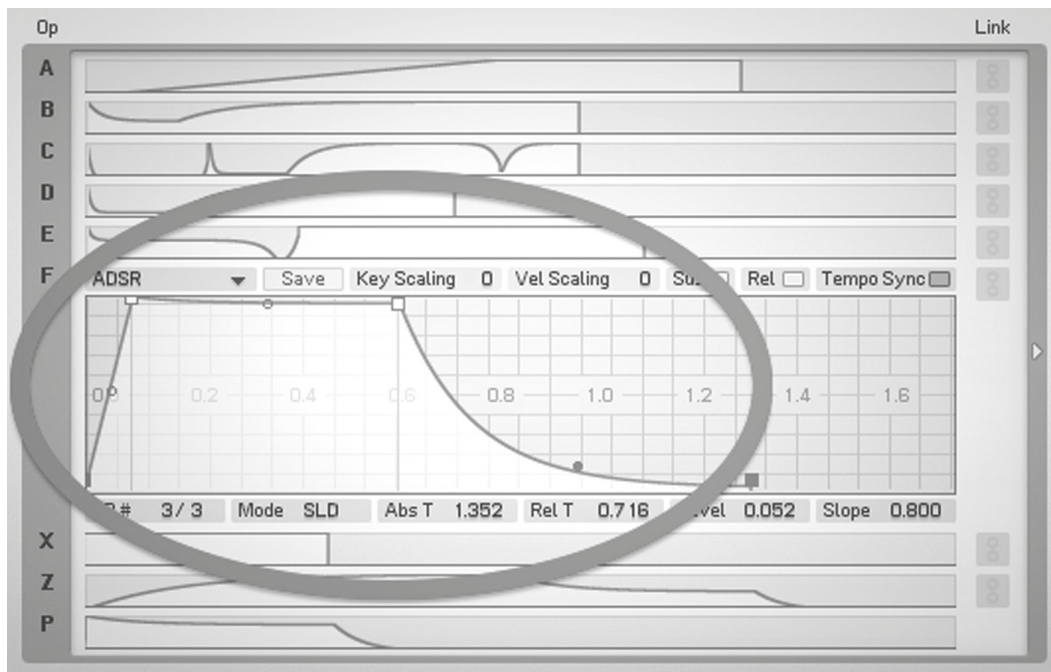 Op Link
A
B
C
D
E
F ADSR Save Key Scaling 0 Vel Scaling 0 Rel Tempo Sync
0.2 0.4 0.6 0.8 1.0 1.2 1.4 1.6
# 3/ 3 Mode SLD Abs T 1.352 Rel T 0.716 0.052 Slope 0.800
X
Z
P